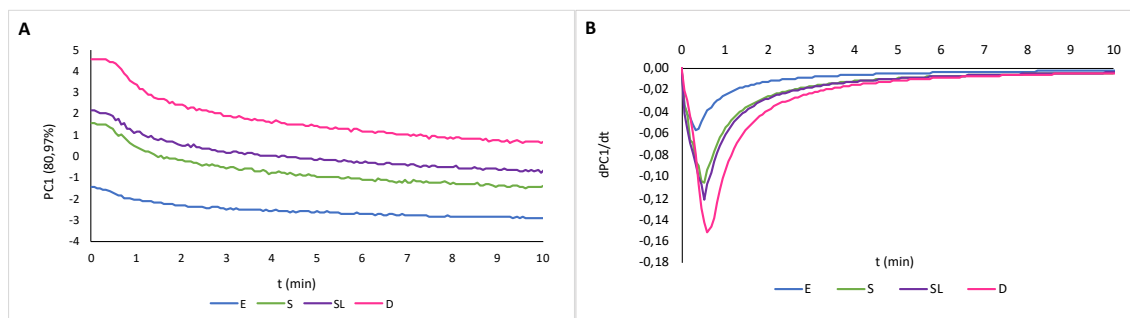 A
PC1 (80,97%)
5
4
3
2
1
0
-1
-2
-3
-4
0 1 2 3 4 5 6 7 8 9 10
t (min)
E S SL D
B
0 1 2 3 4 5 6 7 8 9 10
dPC1/dt
0,00
-0,02
-0,04
-0,06
-0,08
-0,10
-0,12
-0,14
-0,16
-0,18
t (min)
E S SL D